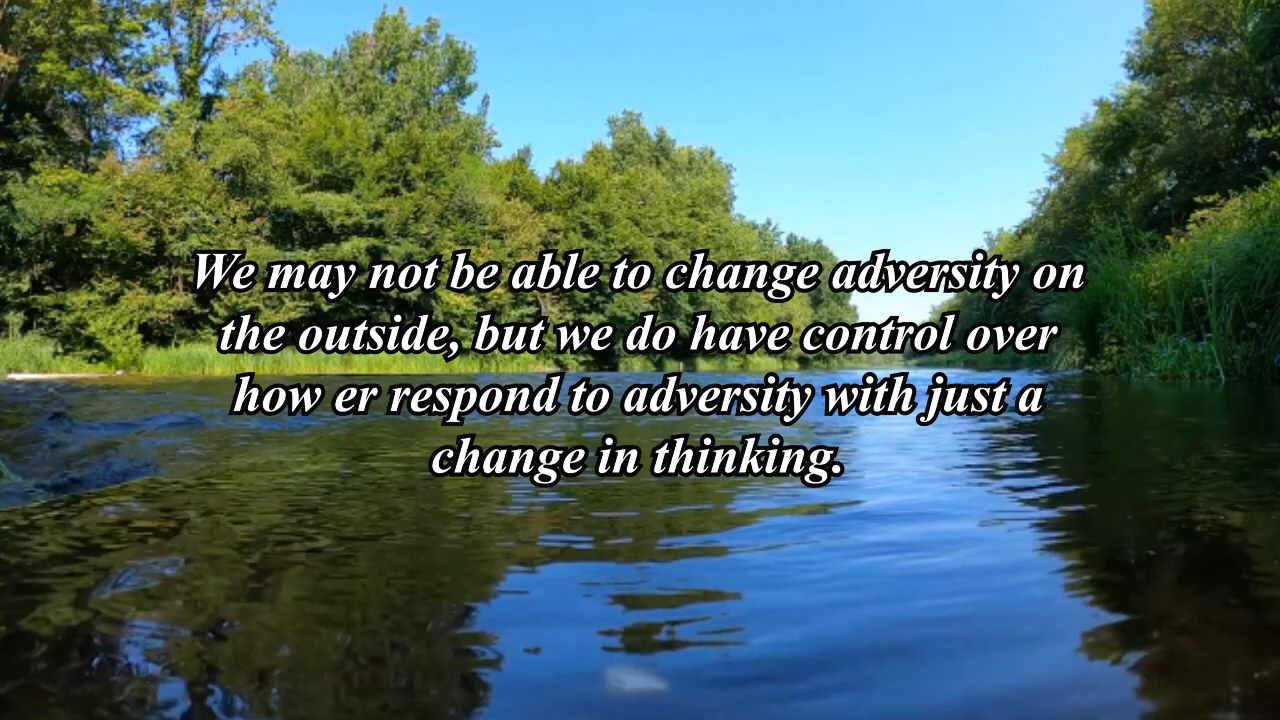 We may not be able to change adversity on
the outside, but we do have control over
how er respond to adversity with just a
change in thinking.